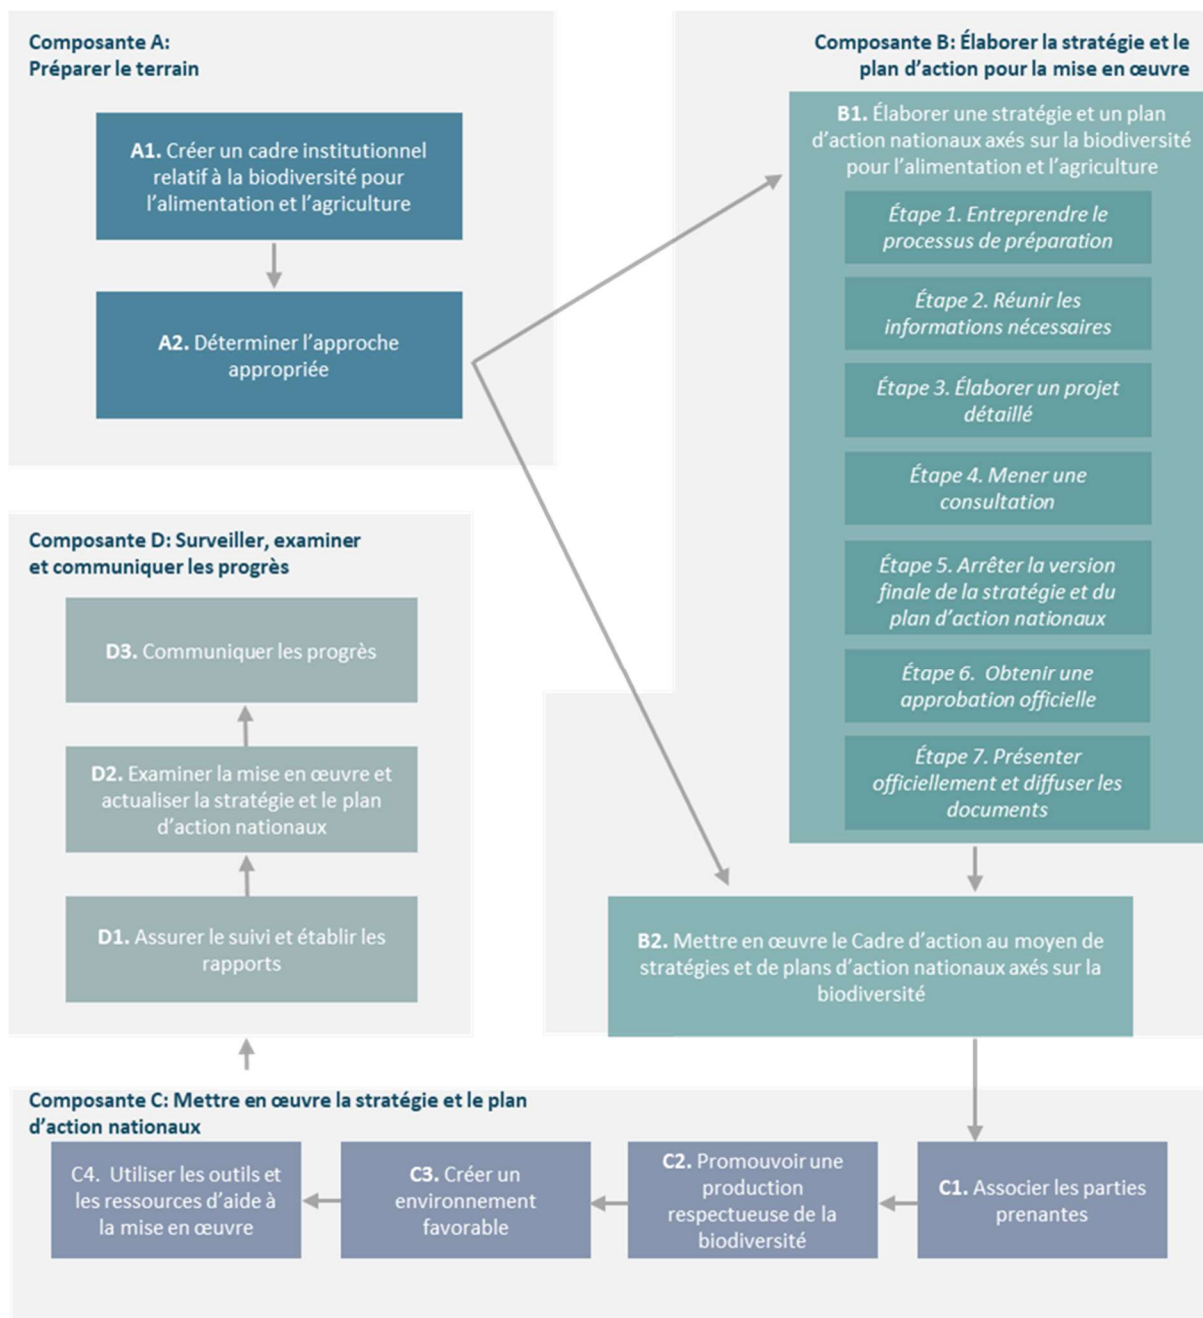 Composante A:
Préparer le terrain
A1. Créer un cadre institutionnel
relatif à la biodiversité pour
l’alimentation et l’agriculture
A2. Déterminer l’approche
appropriée
Composante B: Élaborer la stratégie et le
plan d’action pour la mise en œuvre
B1. Élaborer une stratégie et un plan
d’action nationaux axés sur la biodiversité
pour l’alimentation et l’agriculture
Étape 1. Entreprendre le
processus de préparation
Étape 2. Réunir les
informations nécessaires
Étape 3. Élaborer un projet
détaillé
Étape 4. Mener une
consultation
Étape 5. Arrêter la version
finale de la stratégie et du
plan d’action nationaux
Étape 6. Obtenir une
approbation officielle
Étape 7. Présenter
officiellement et diffuser les
documents
B2. Mettre en œuvre le Cadre d’action au moyen de
stratégies et de plans d’action nationaux axés sur la
biodiversité
Composante C: Mettre en œuvre la stratégie et le plan
d’action nationaux
C1. Associer les parties
prenantes
C2. Promouvoir une
production
respectueuse de la
biodiversité
C3. Créer un
environnement
favorable
C4. Utiliser les outils et
les ressources d’aide à
la mise en œuvre
Composante D: Surveiller, examiner
et communiquer les progrès
D1. Assurer le suivi et établir les
rapports
D2. Examiner la mise en œuvre et
actualiser la stratégie et le plan
d’action nationaux
D3. Communiquer les progrès